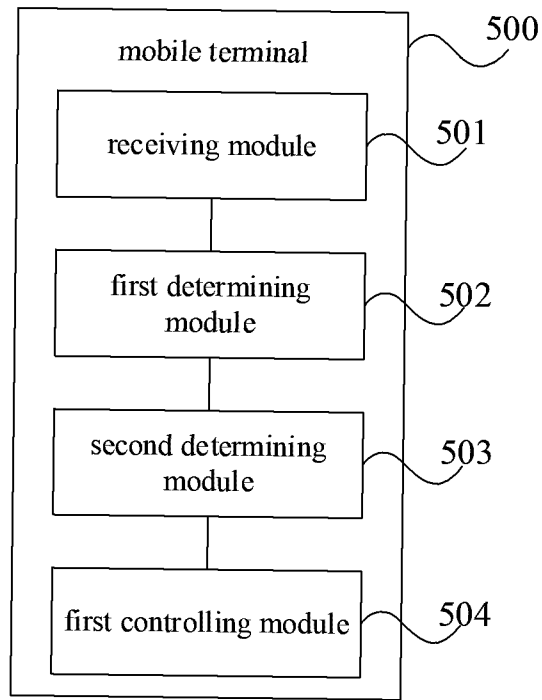 mobile terminal
500
receiving module
501
first determining
module
502
second determining
module
503
first controlling module
504